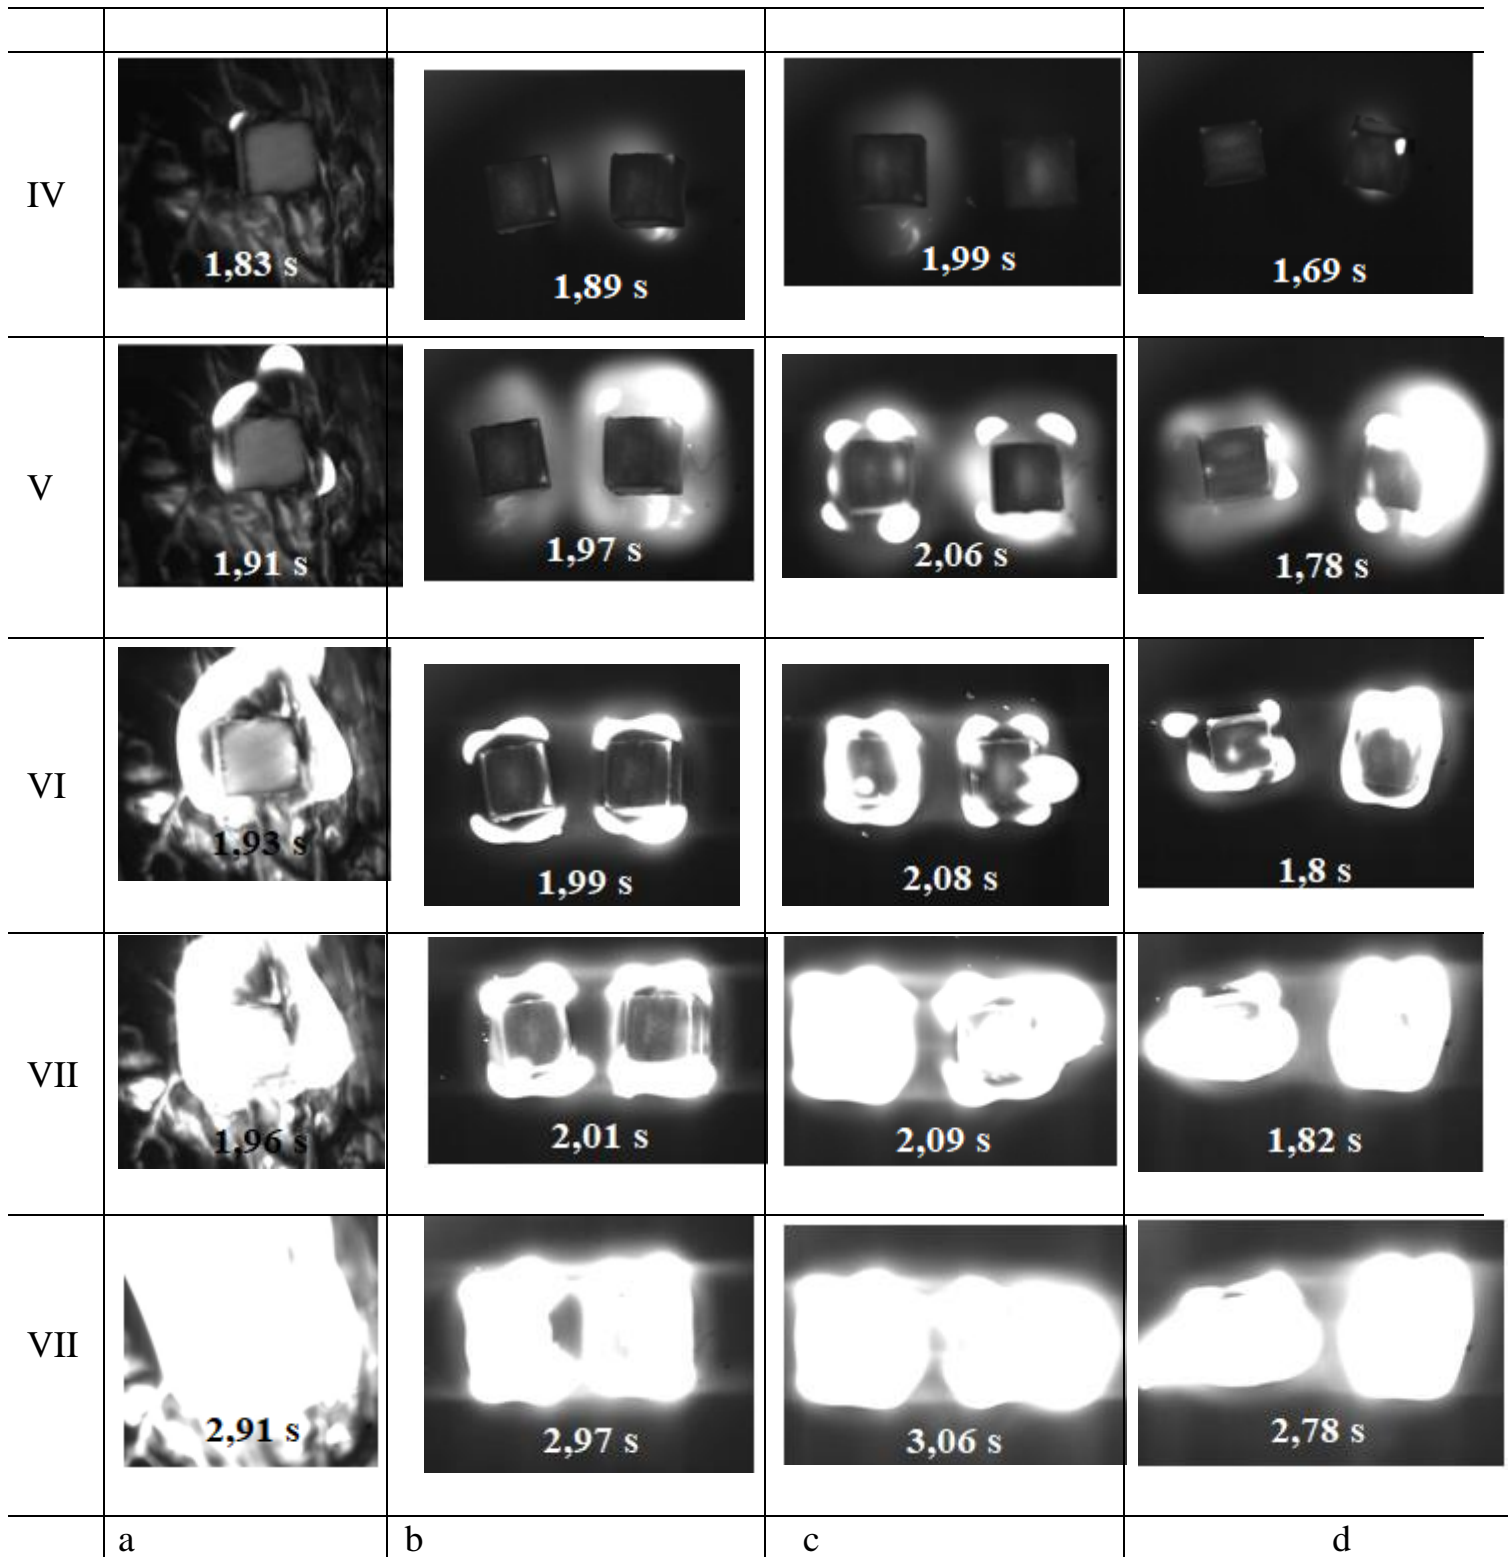 IV
1,83 s
1,89 s
1,99 s
1,69 s
V
1,91 s
1,97 s
2,06 s
1,78 s
VI
1,93 s
1,99 s
2,08 s
1,8 s
VII
1,96 s
2,01 s
2,09 s
1,82 s
VII
2,91 s
2,97 s
3,06 s
2,78 s
a b c d